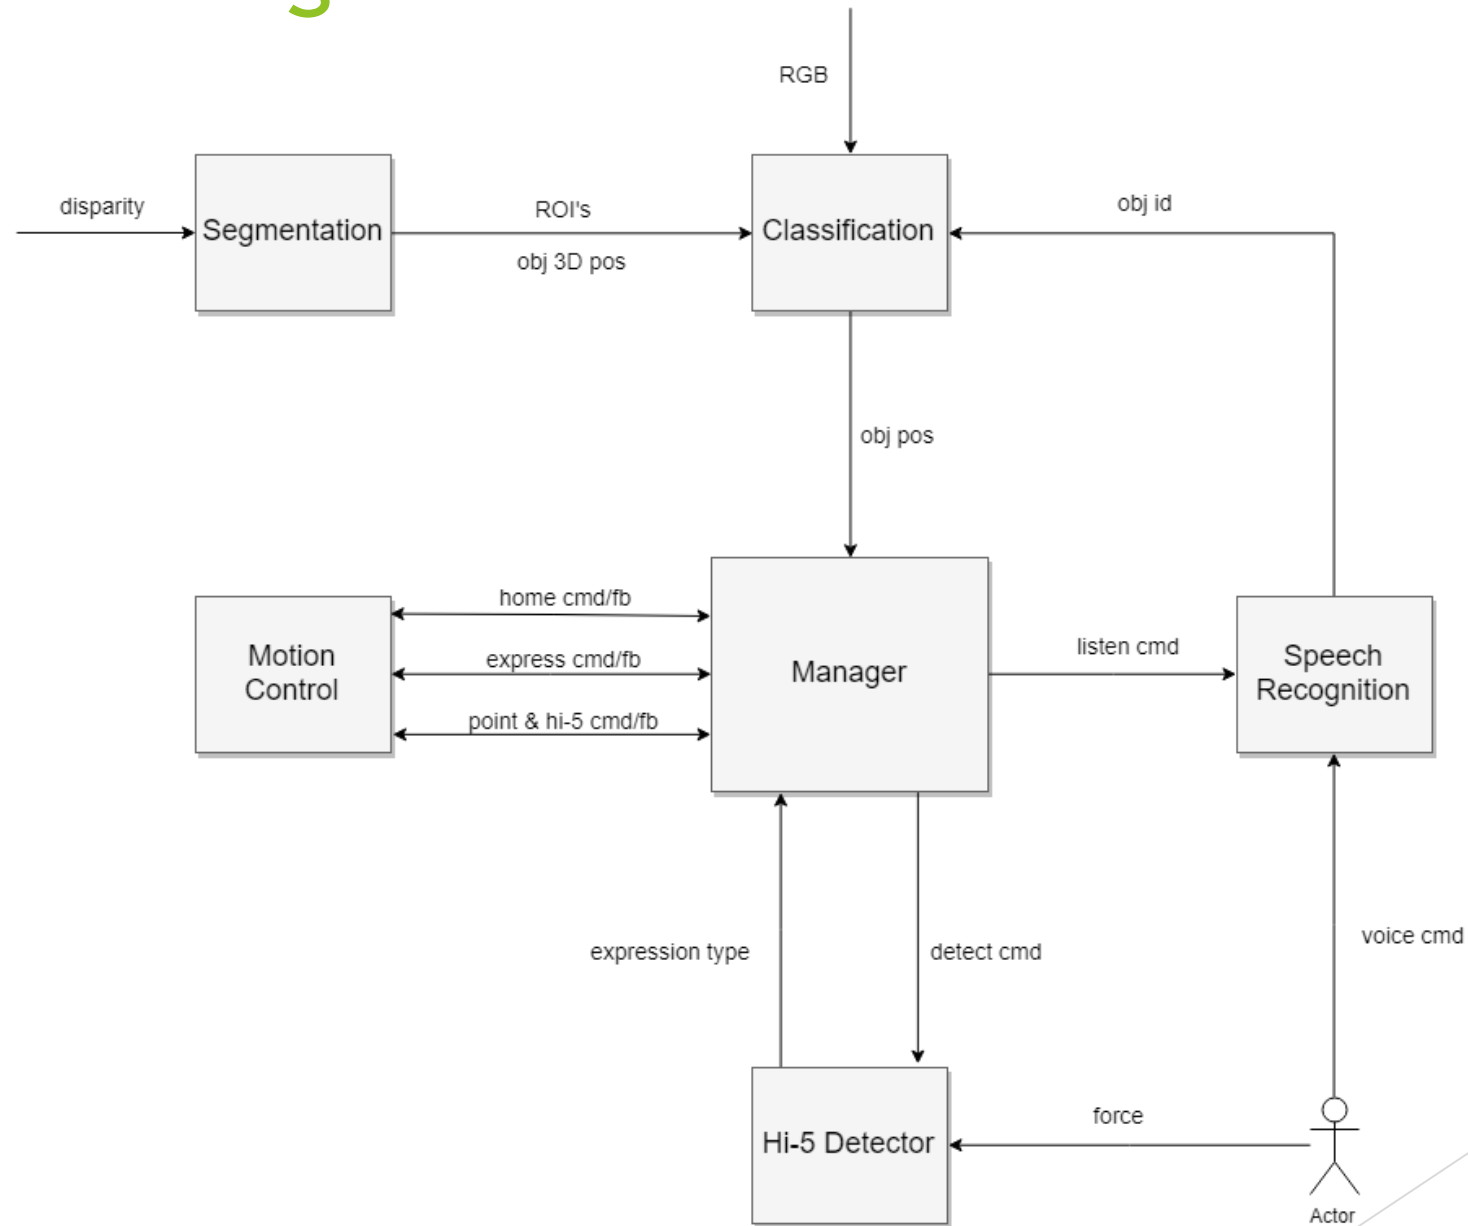 RGB
disparity
Segmentation
ROI's
obj 3D pos
Classification
obj id
obj pos
home cmd/fb
express cmd/fb
point & hi-5 cmd/fb
Motion
Control
Manager
listen cmd
Speech
Recognition
expression type
detect cmd
voice cmd
Hi-5 Detector
force
Actor